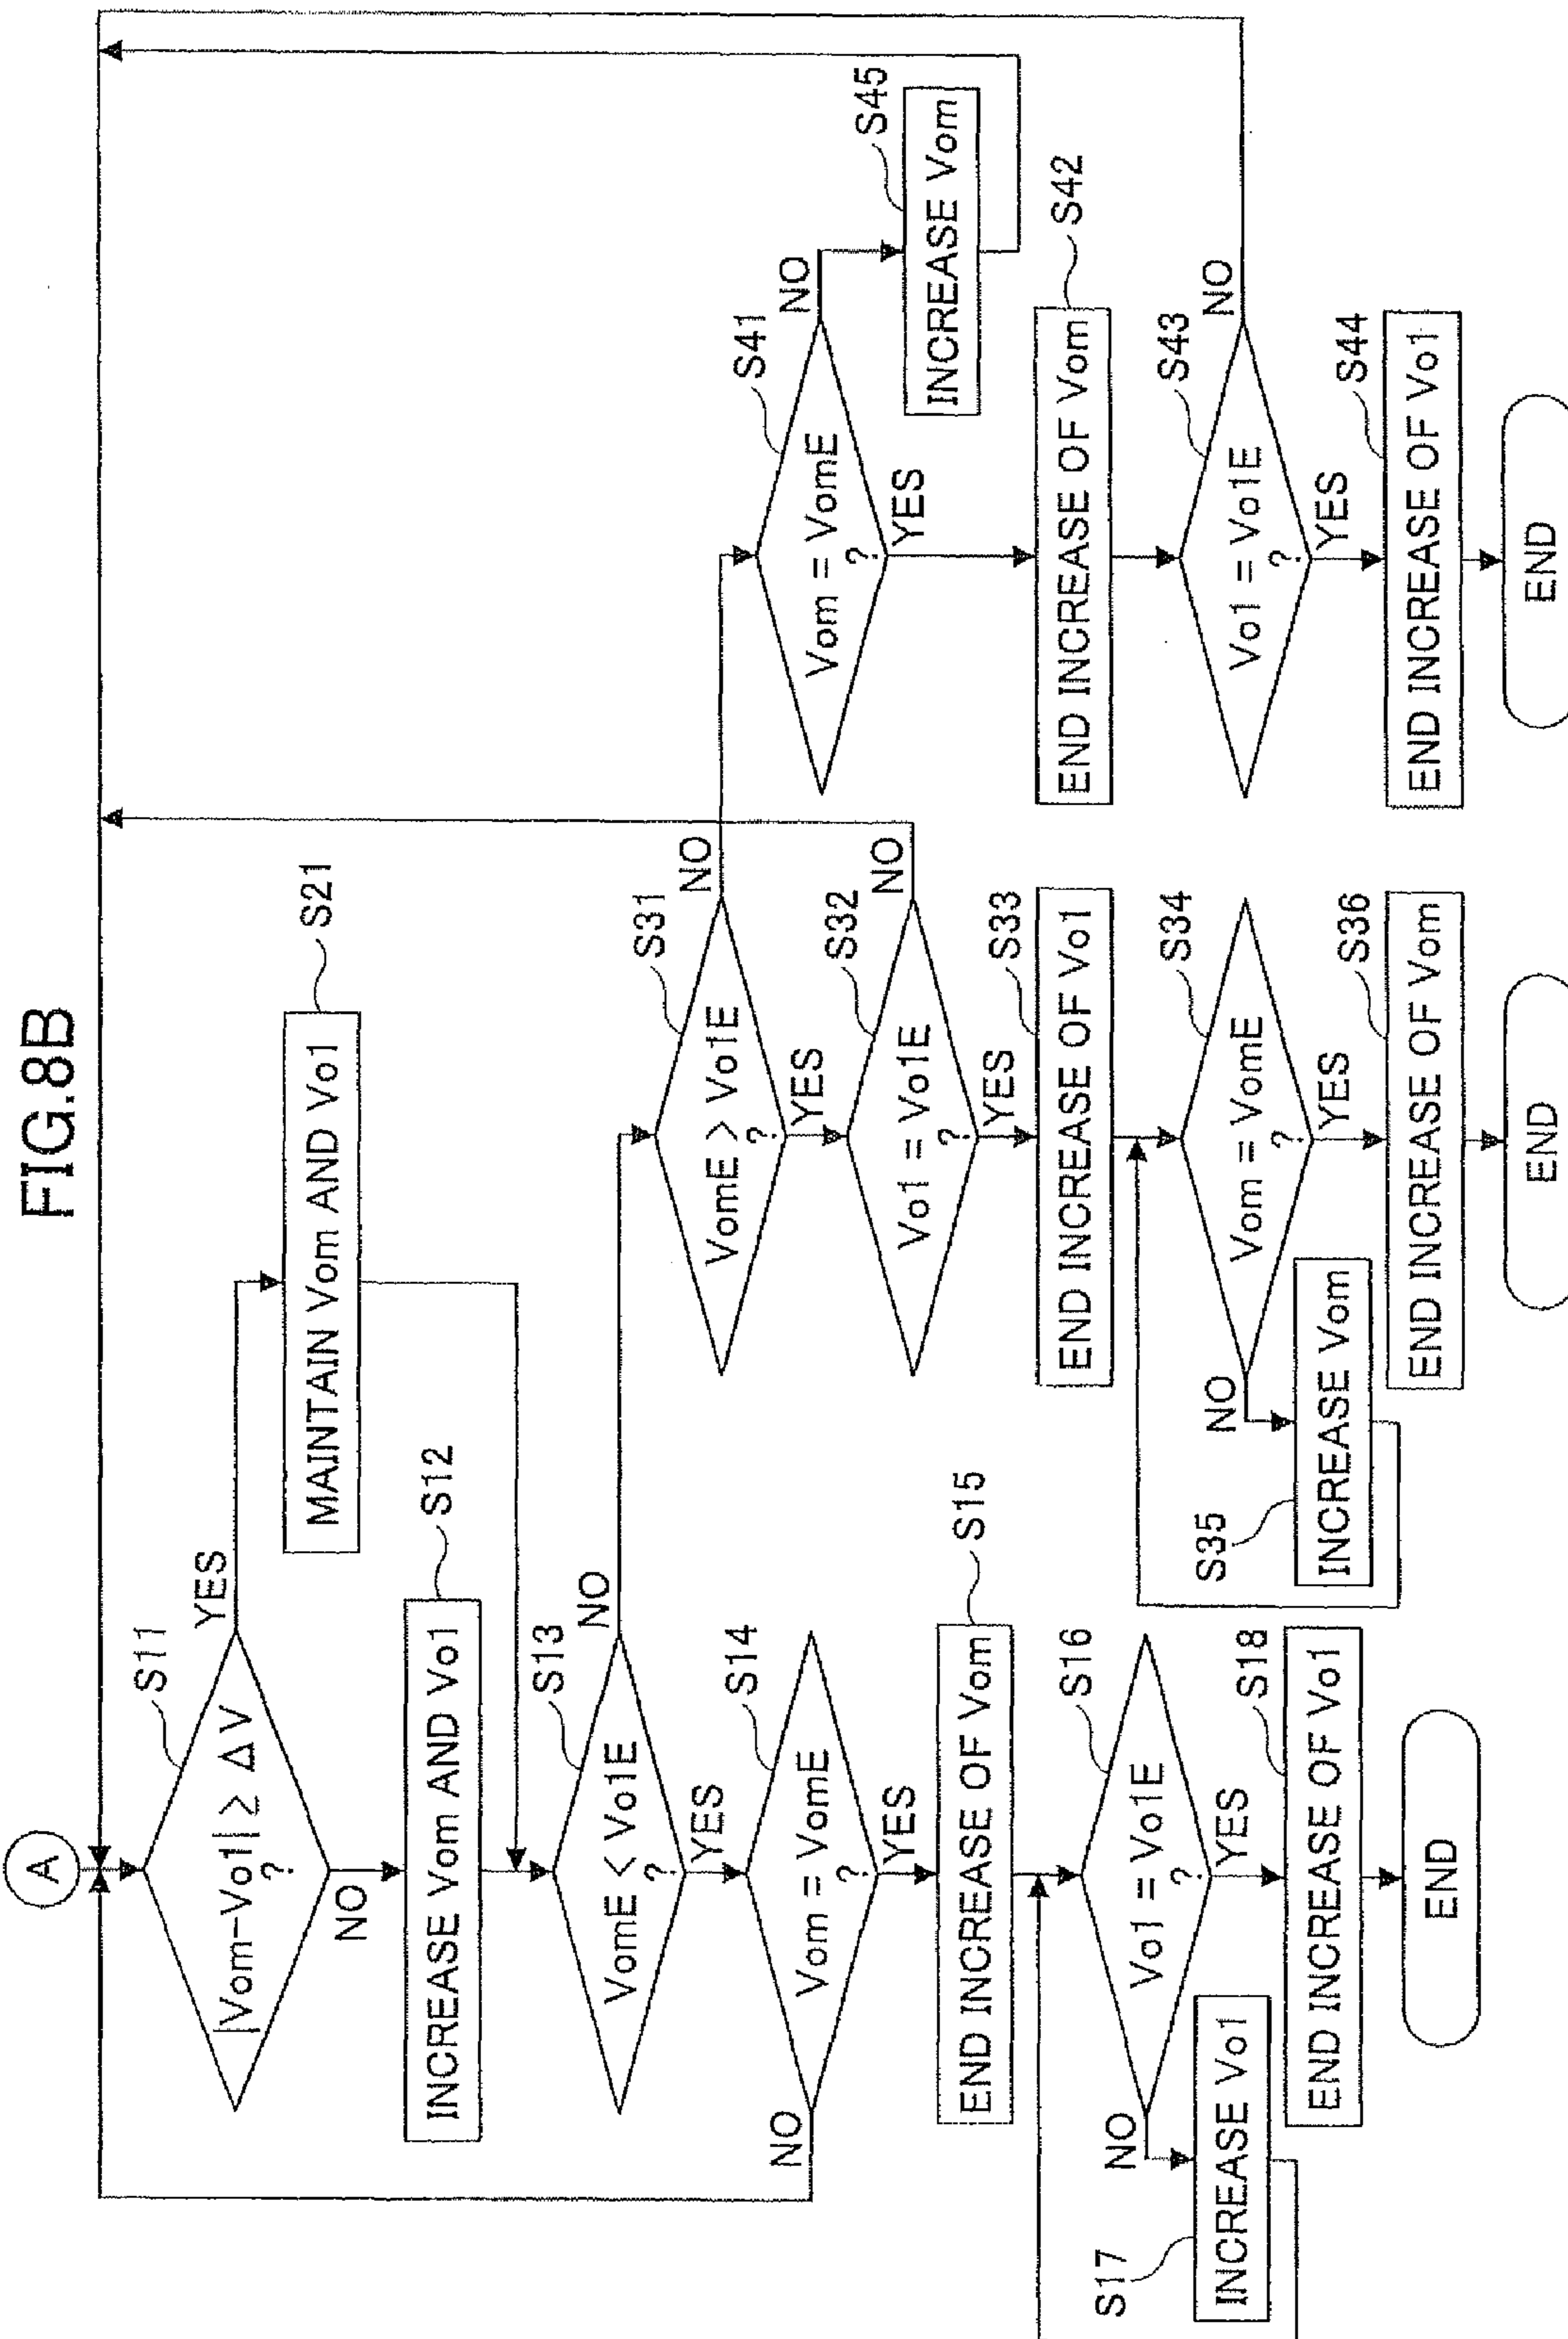 FIG.8B
A
S11
|Vom-Vo1| ≥ ΔV
?
YES
NO
MAINTAIN Vom AND Vo1
S21
INCREASE Vom AND Vo1
S12
S13
VomE < Vo1E
?
NO
YES
S14
Vom = VomE
?
NO
YES
END INCREASE OF Vom
S15
S16
Vo1 = Vo1E
?
NO
YES
S17
INCREASE Vo1
S18
END INCREASE OF Vo1
END
S31
VomE > Vo1E
?
NO
YES
S32
Vo1 = Vo1E
?
NO
YES
S33
END INCREASE OF Vo1
S34
Vom = VomE
?
NO
YES
S35
INCREASE Vom
S36
END INCREASE OF Vom
END
S41
Vom = VomE
?
NO
YES
S45
INCREASE Vom
END INCREASE OF Vom
S42
S43
Vo1 = Vo1E
?
NO
YES
S44
END INCREASE OF Vo1
END